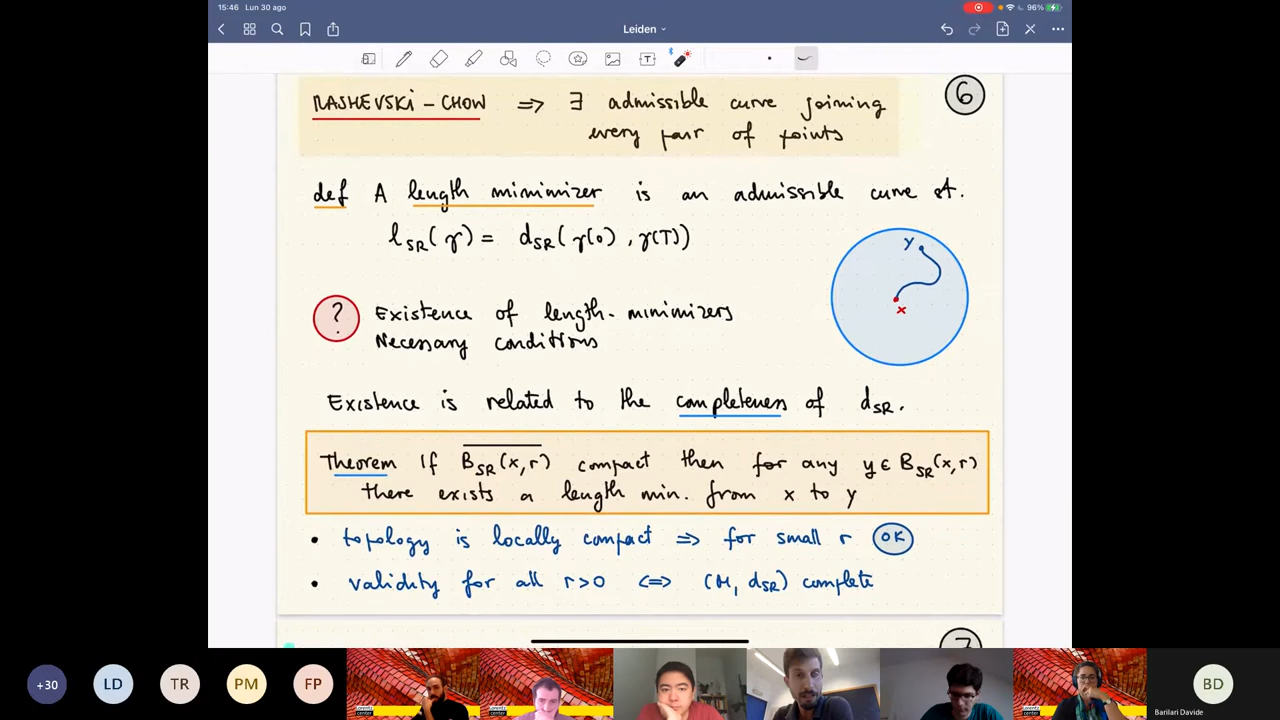 15:46 Lun 30 ago
96%
Leiden
6
RASHEVSKI - CHOW => ∃ admissible curve joining
every pair of points
def A length minimizer is an admissible curve st.
l_SR(γ) = d_SR(γ(0), γ(T))
y
x
? Existence of length-minimizers
Necessary conditions
Existence is related to the completeness of d_SR.
Theorem If B_SR(x,r) compact then for any y ∈ B_SR(x,r)
there exists a length min. from x to y
• topology is locally compact => for small r OK
• validity for all r>0 <=> (M, d_SR) complete
7
+30
LD
TR
PM
FP
BD
Barilari Davide